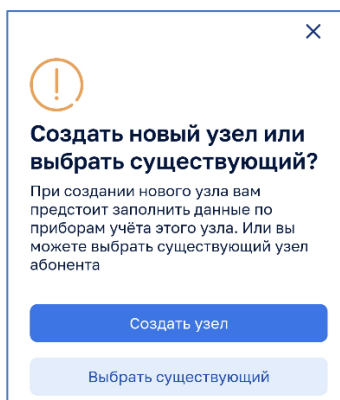 Создать новый узел или
выбрать существующий?
При создании нового узла вам
предстоит заполнить данные по
приборам учёта этого узла. Или вы
можете выбрать существующий узел
абонента
Создать узел
Выбрать существующий